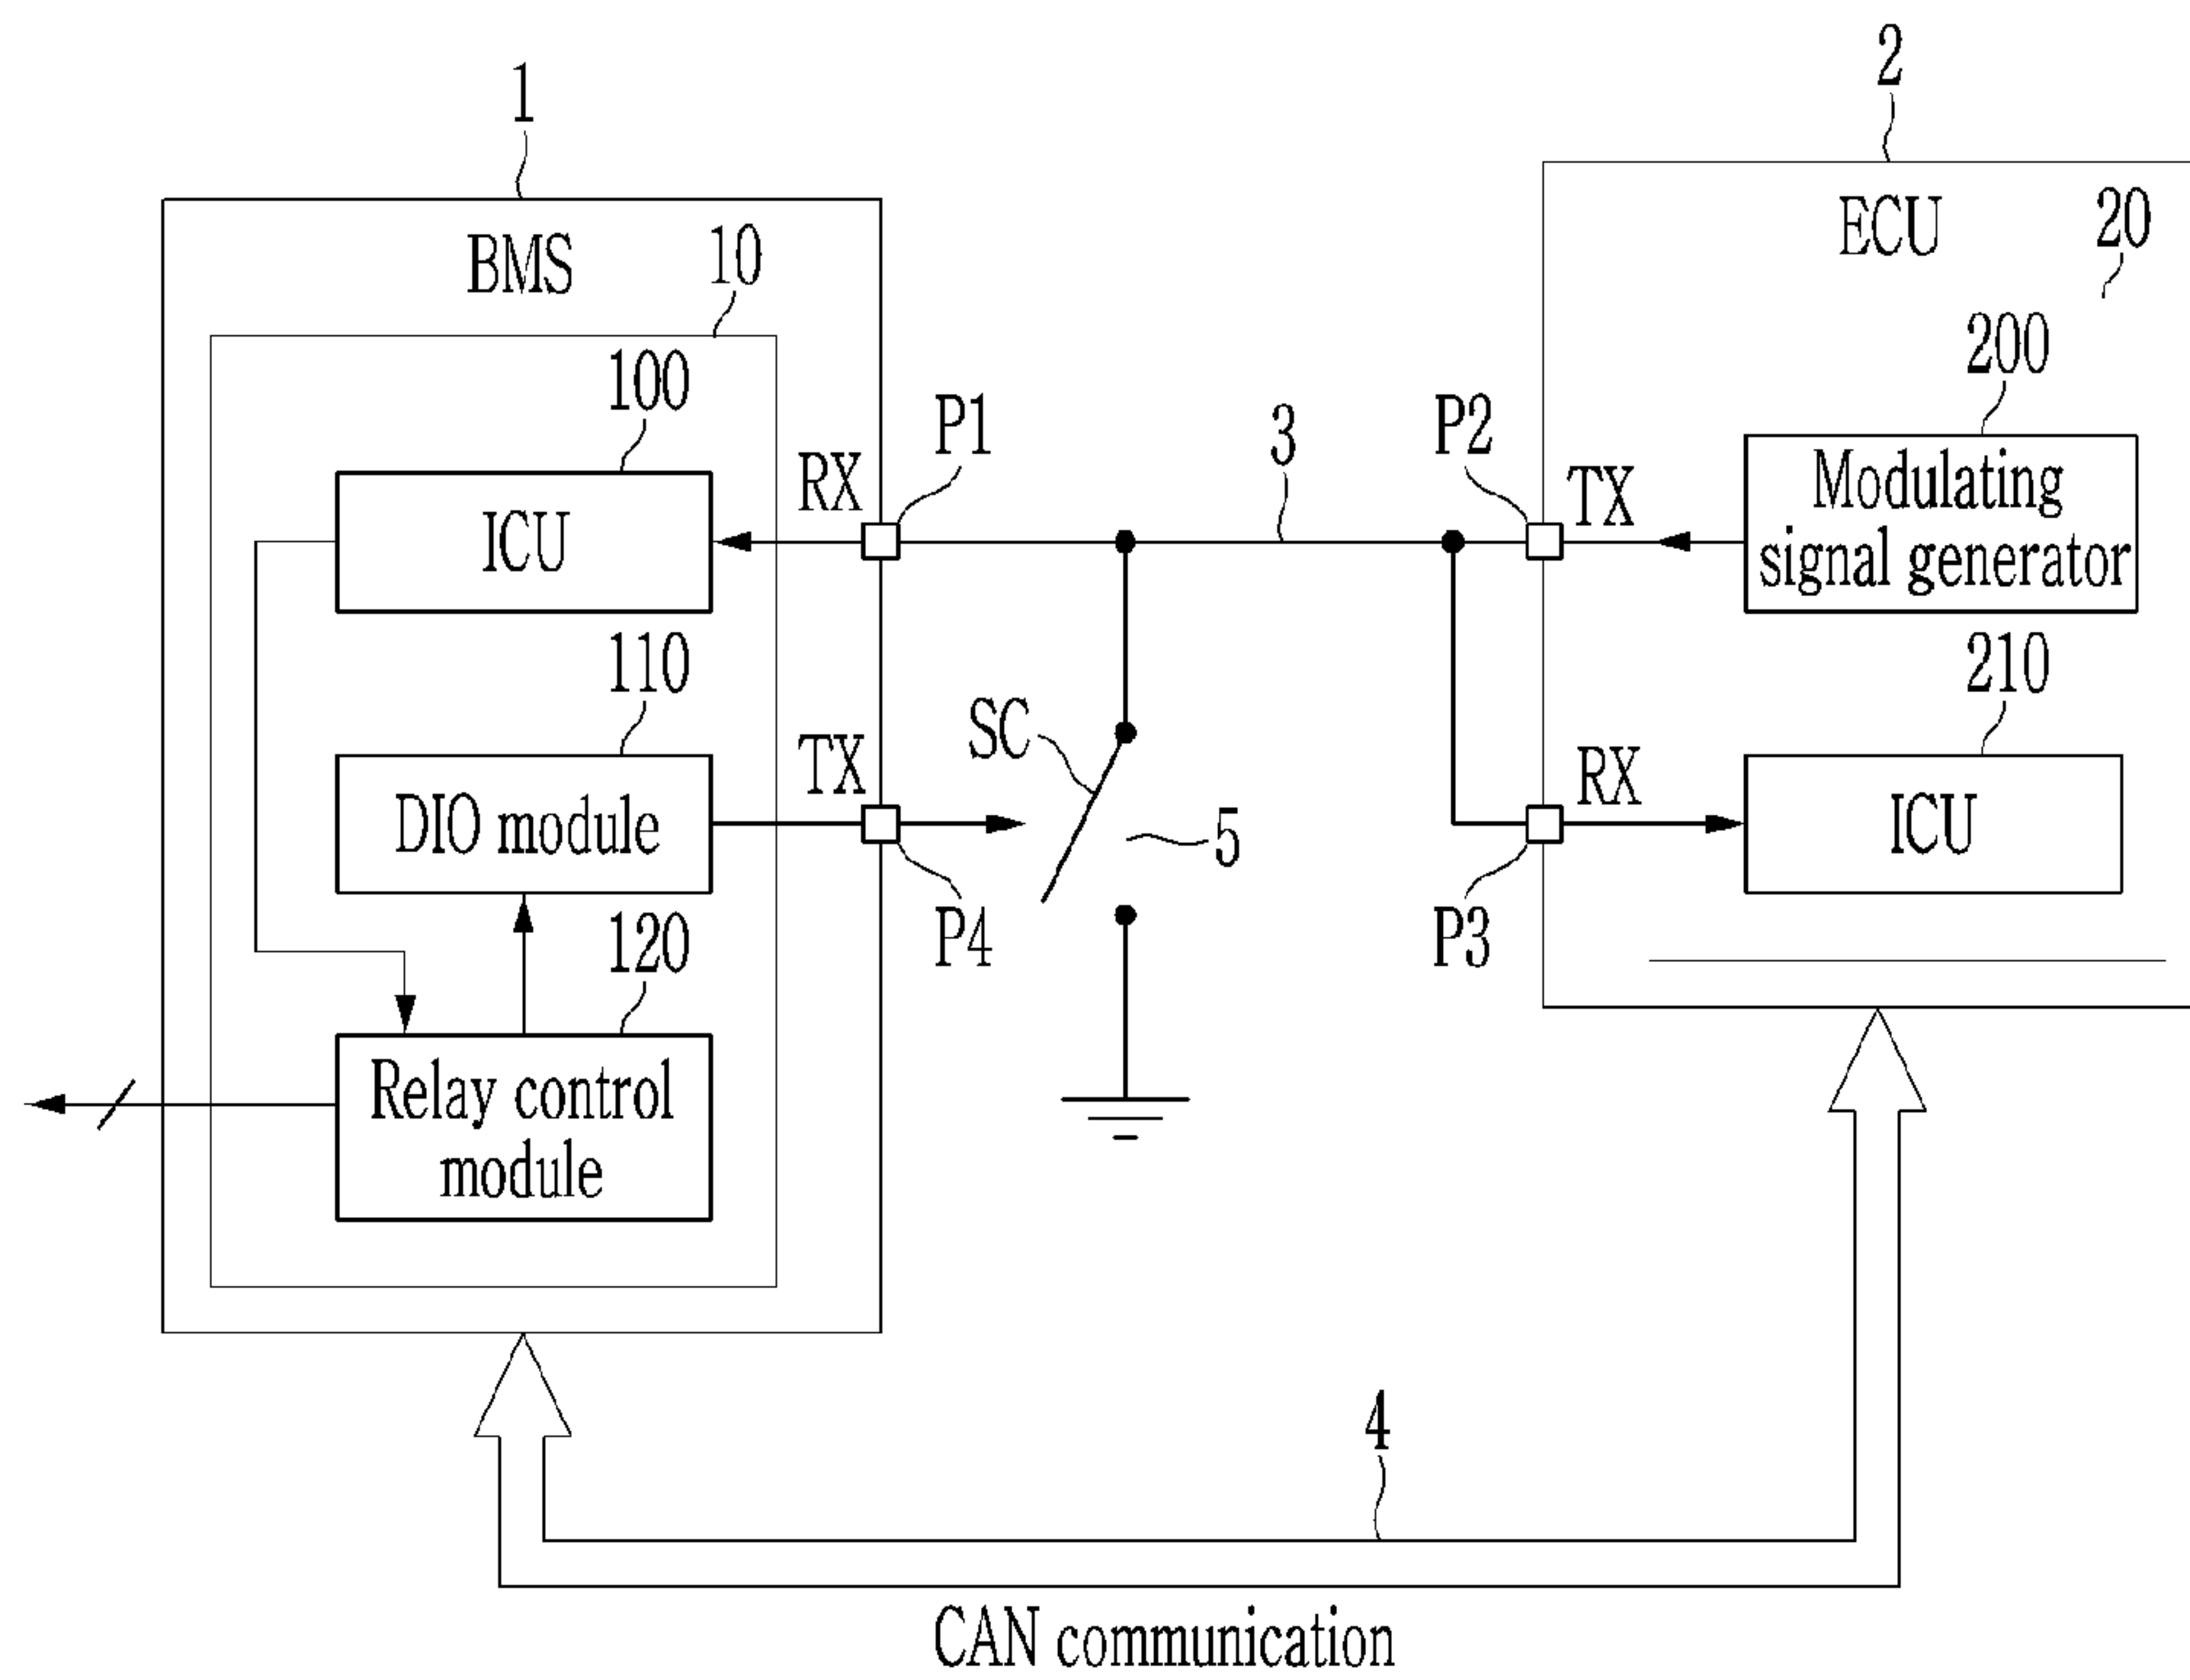 1
2
BMS
10
ECU
20
100
ICU
RX
P1
3
P2
TX
200
Modulating
signal generator
110
DIO module
TX
P4
SC
5
P3
RX
210
ICU
120
Relay control
module
4
CAN communication